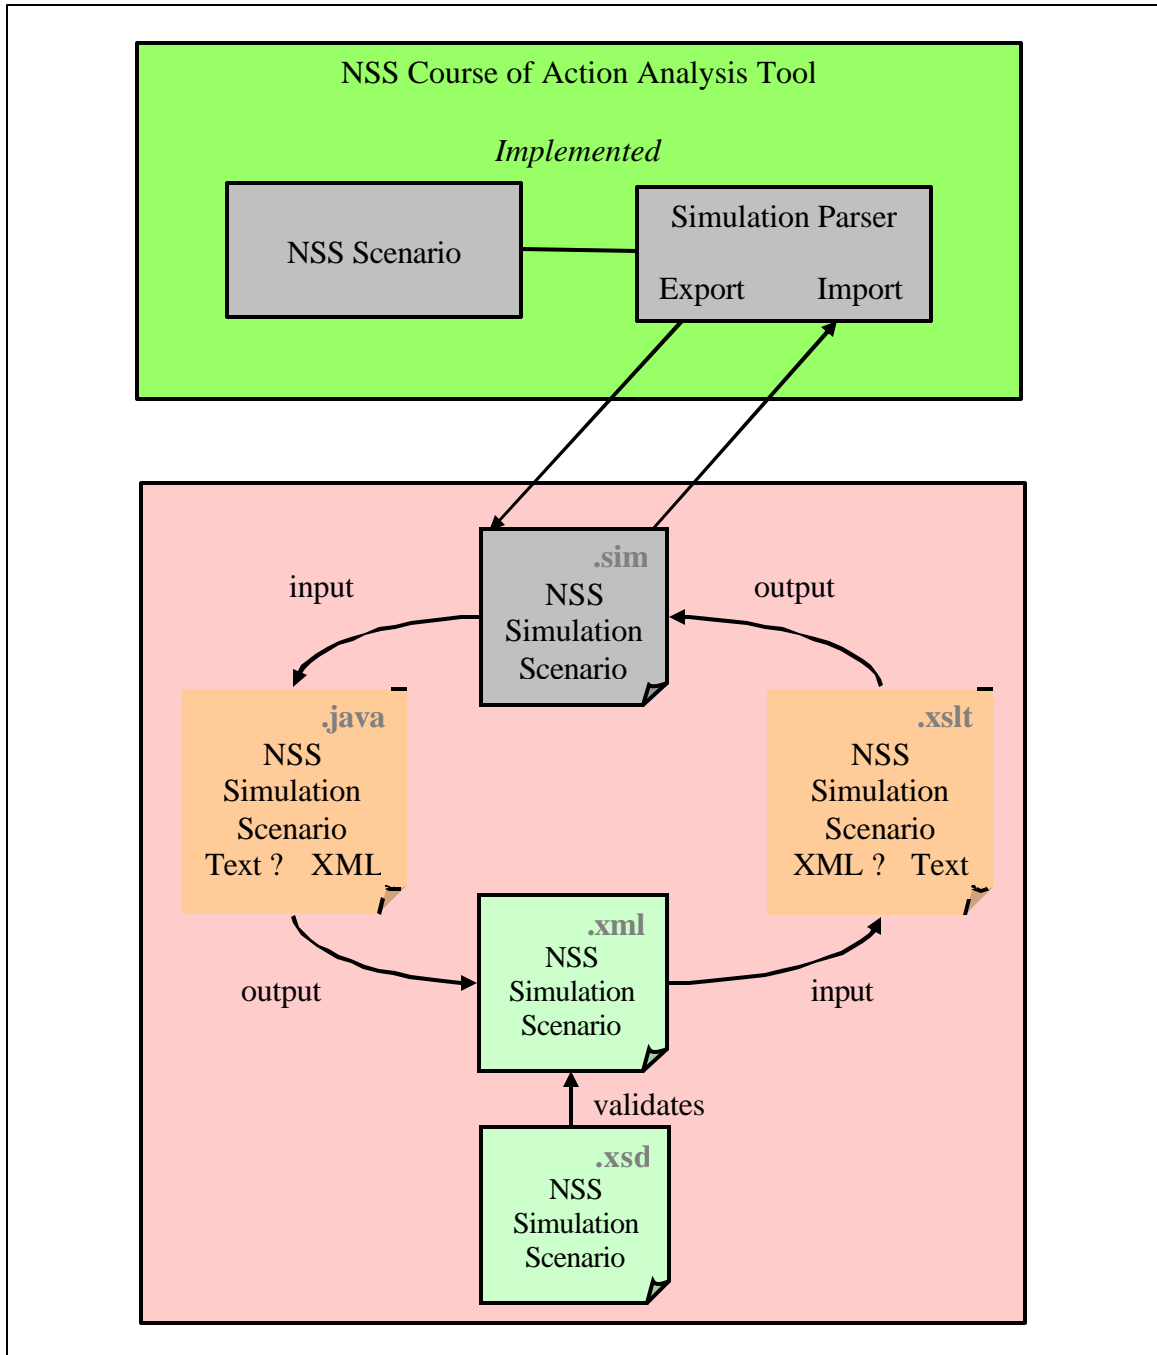 NSS Course of Action Analysis Tool
Implemented
NSS Scenario
Simulation Parser
Export Import
.sim
NSS
Simulation
Scenario
input
output
.java
NSS
Simulation
Scenario
Text ? XML
.xslt
NSS
Simulation
Scenario
XML ? Text
.xml
NSS
Simulation
Scenario
output
input
validates
.xsd
NSS
Simulation
Scenario